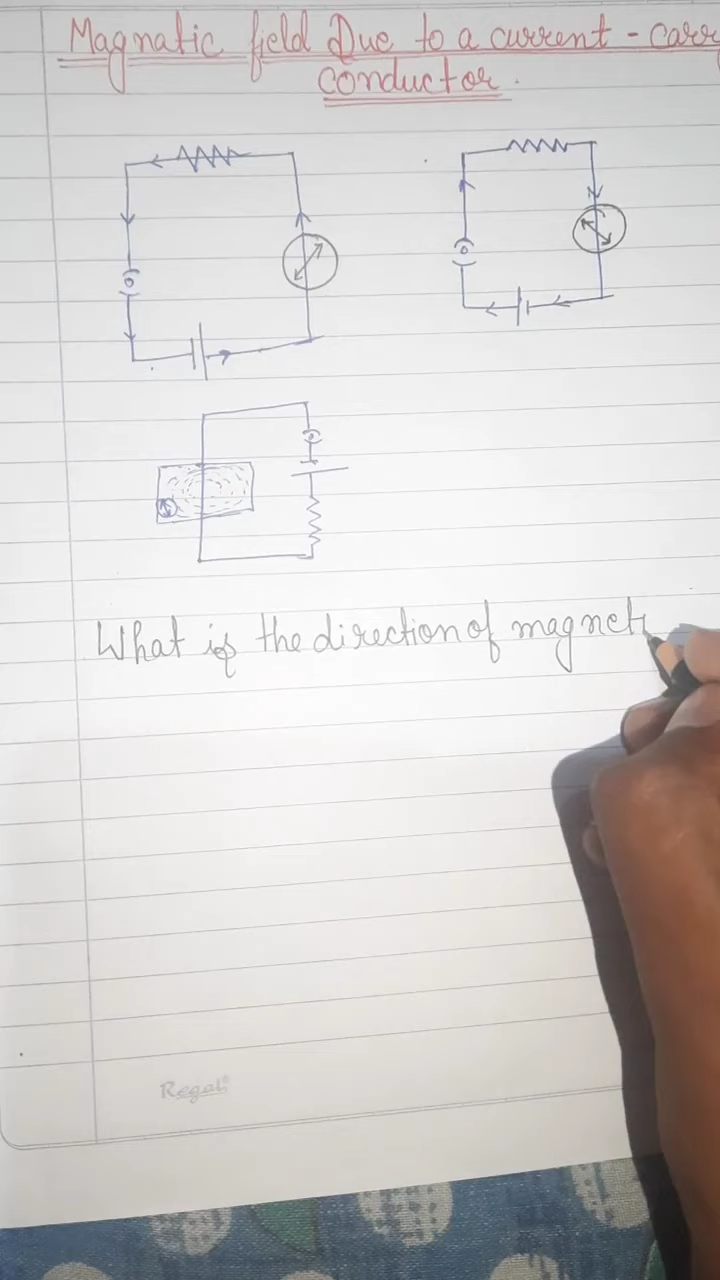 Magnatic field Due to a current - carr
conductor.
What is the direction of magnet
Regal